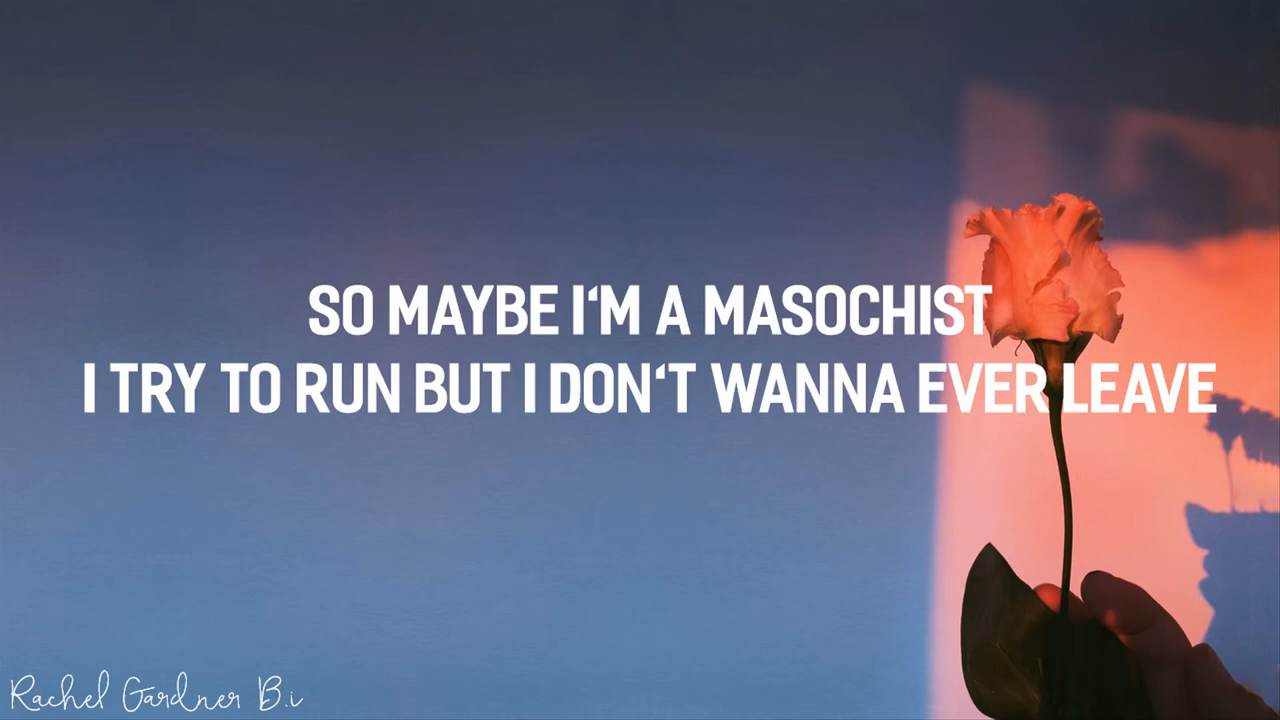 SO MAYBE I‘M A MASOCHIST
I TRY TO RUN BUT I DON‘T WANNA EVER LEAVE
Rachel Gardner B.i